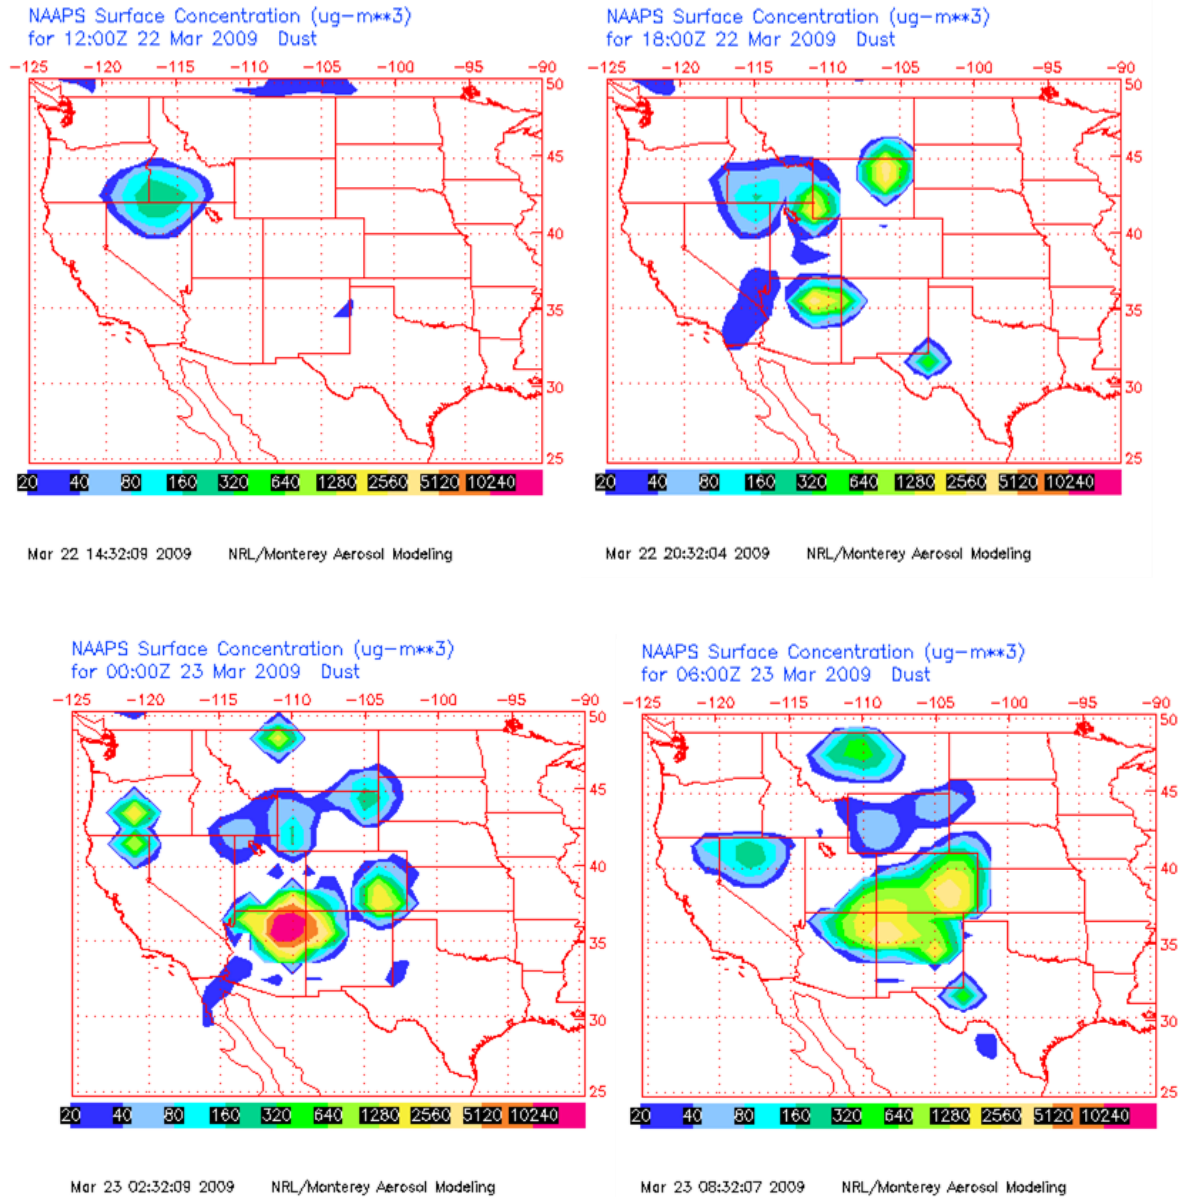 NAAPS Surface Concentration (ug-m**3)
for 12:00Z 22 Mar 2009 Dust
-125 -120 -115 -110 -105 -100 -95 -90
50
45
40
35
30
25
20 40 80 160 320 640 1280 2560 5120 10240
Mar 22 14:32:09 2009 NRL/Monterey Aerosol Modeling
NAAPS Surface Concentration (ug-m**3)
for 18:00Z 22 Mar 2009 Dust
-125 -120 -115 -110 -105 -100 -95 -90
50
45
40
35
30
25
20 40 80 160 320 640 1280 2560 5120 10240
Mar 22 20:32:04 2009 NRL/Monterey Aerosol Modeling
NAAPS Surface Concentration (ug-m**3)
for 00:00Z 23 Mar 2009 Dust
-125 -120 -115 -110 -105 -100 -95 -90
50
45
40
35
30
25
20 40 80 160 320 640 1280 2560 5120 10240
Mar 23 02:32:09 2009 NRL/Monterey Aerosol Modeling
NAAPS Surface Concentration (ug-m**3)
for 06:00Z 23 Mar 2009 Dust
-125 -120 -115 -110 -105 -100 -95 -90
50
45
40
35
30
25
20 40 80 160 320 640 1280 2560 5120 10240
Mar 23 08:32:07 2009 NRL/Monterey Aerosol Modeling